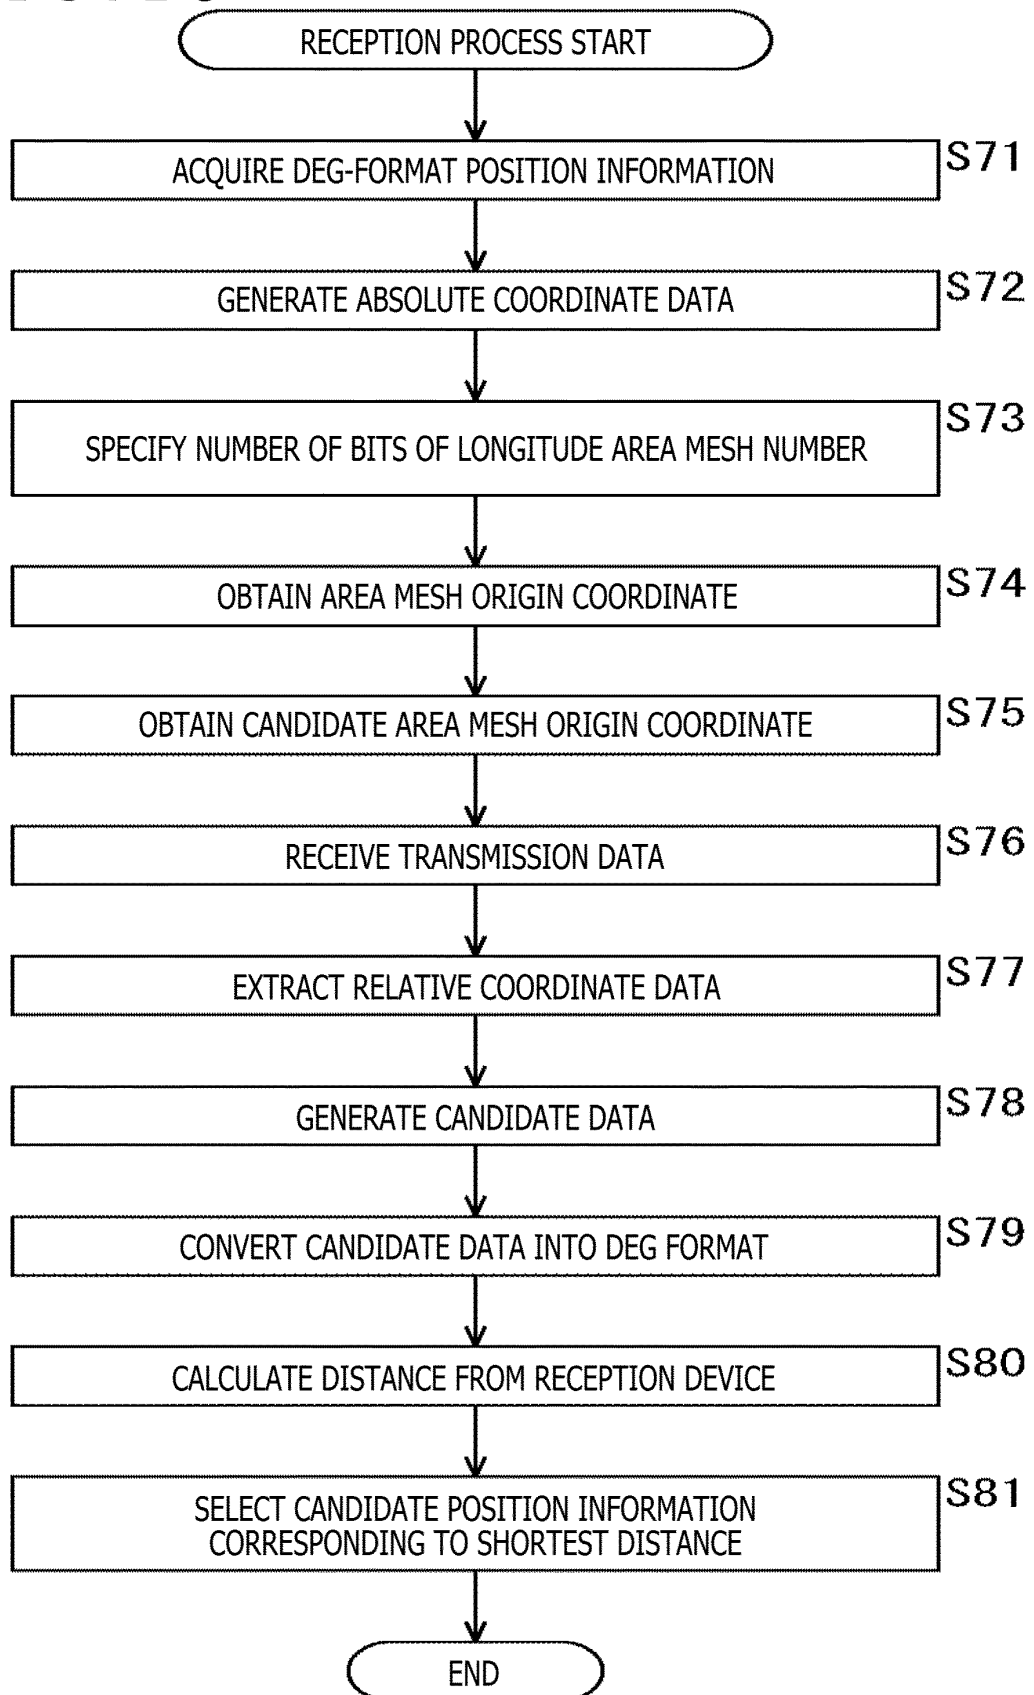 RECEPTION PROCESS START
ACQUIRE DEG-FORMAT POSITION INFORMATION
S71
GENERATE ABSOLUTE COORDINATE DATA
S72
SPECIFY NUMBER OF BITS OF LONGITUDE AREA MESH NUMBER
S73
OBTAIN AREA MESH ORIGIN COORDINATE
S74
OBTAIN CANDIDATE AREA MESH ORIGIN COORDINATE
S75
RECEIVE TRANSMISSION DATA
S76
EXTRACT RELATIVE COORDINATE DATA
S77
GENERATE CANDIDATE DATA
S78
CONVERT CANDIDATE DATA INTO DEG FORMAT
S79
CALCULATE DISTANCE FROM RECEPTION DEVICE
S80
SELECT CANDIDATE POSITION INFORMATION
CORRESPONDING TO SHORTEST DISTANCE
S81
END